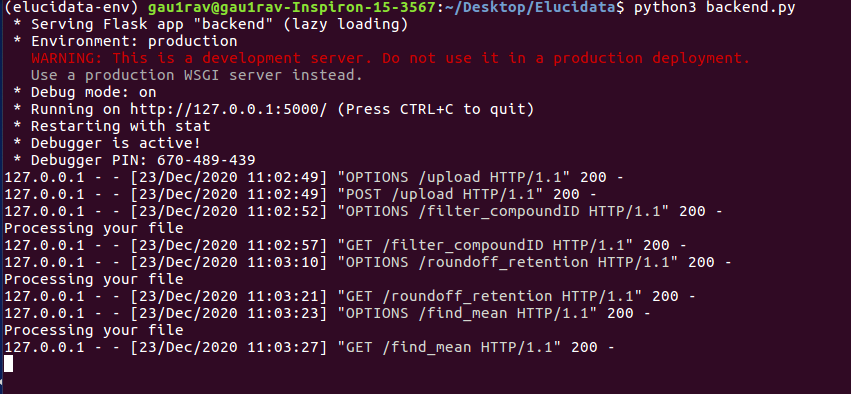 (elucidata-env) gau1rav@gau1rav-Inspiron-15-3567:~/Desktop/Elucidata$ python3 backend.py
 * Serving Flask app "backend" (lazy loading)
 * Environment: production
   WARNING: This is a development server. Do not use it in a production deployment.
   Use a production WSGI server instead.
 * Debug mode: on
 * Running on http://127.0.0.1:5000/ (Press CTRL+C to quit)
 * Restarting with stat
 * Debugger is active!
 * Debugger PIN: 670-489-439
127.0.0.1 - - [23/Dec/2020 11:02:49] "OPTIONS /upload HTTP/1.1" 200 -
127.0.0.1 - - [23/Dec/2020 11:02:49] "POST /upload HTTP/1.1" 200 -
127.0.0.1 - - [23/Dec/2020 11:02:52] "OPTIONS /filter_compoundID HTTP/1.1" 200 -
Processing your file
127.0.0.1 - - [23/Dec/2020 11:02:57] "GET /filter_compoundID HTTP/1.1" 200 -
127.0.0.1 - - [23/Dec/2020 11:03:10] "OPTIONS /roundoff_retention HTTP/1.1" 200 -
Processing your file
127.0.0.1 - - [23/Dec/2020 11:03:21] "GET /roundoff_retention HTTP/1.1" 200 -
127.0.0.1 - - [23/Dec/2020 11:03:23] "OPTIONS /find_mean HTTP/1.1" 200 -
Processing your file
127.0.0.1 - - [23/Dec/2020 11:03:27] "GET /find_mean HTTP/1.1" 200 -